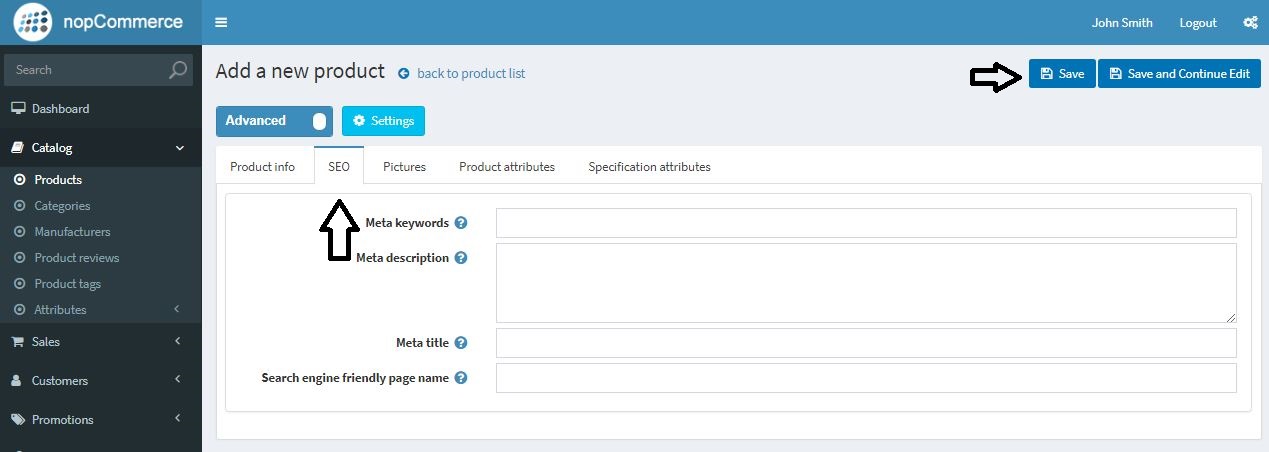 nopCommerce
John Smith
Logout
Search
Add a new product
back to product list
Save
Save and Continue Edit
Advanced
Settings
Dashboard
Catalog
Products
Categories
Manufacturers
Product reviews
Product tags
Attributes
Sales
Customers
Promotions
Product info
SEO
Pictures
Product attributes
Specification attributes
Meta keywords
Meta description
Meta title
Search engine friendly page name